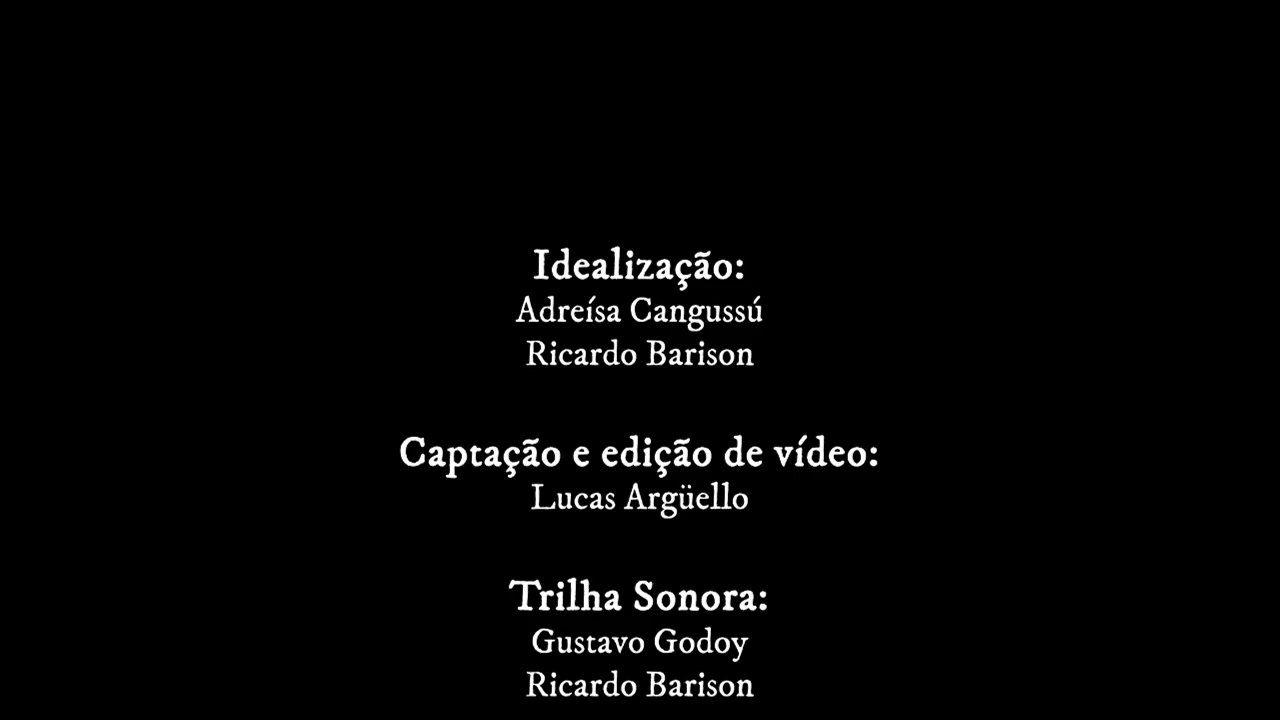 Idealização:
Adreísa Cangussú
Ricardo Barison
Captação e edição de vídeo:
Lucas Argüello
Trilha Sonora:
Gustavo Godoy
Ricardo Barison